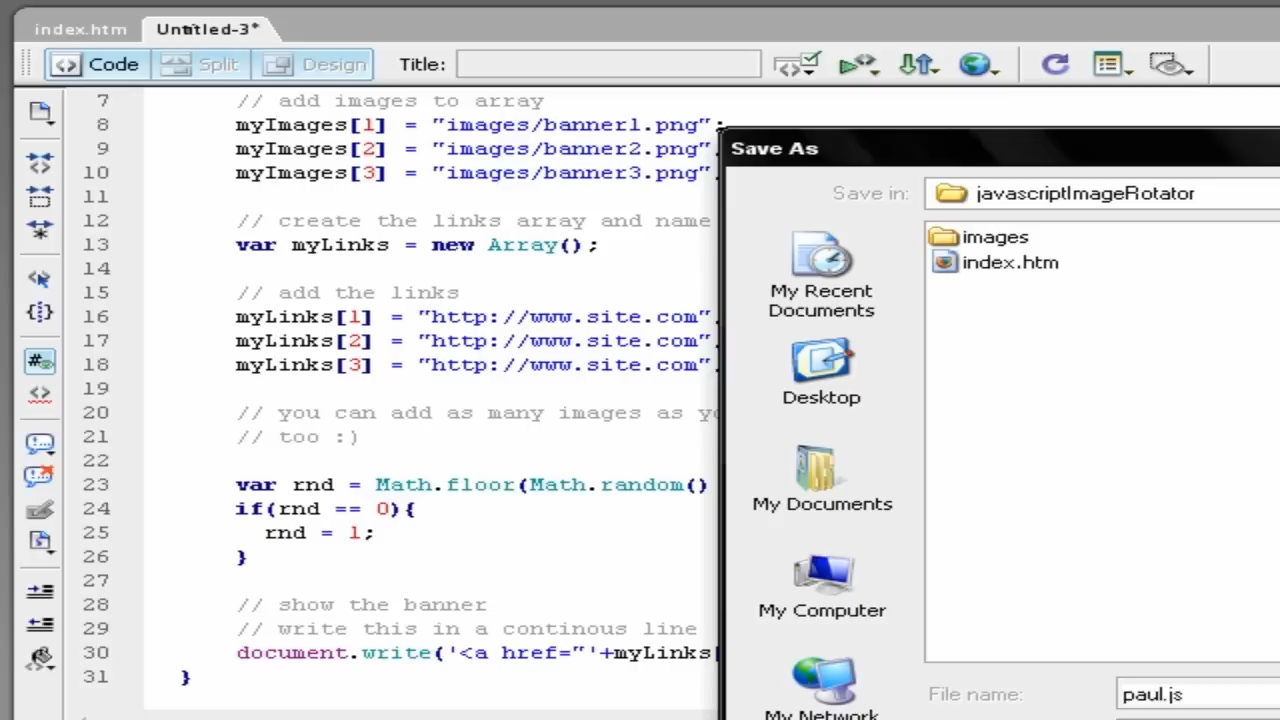 index.htm
Untitled-3*
Code
Split
Design
Title:
7 // add images to array
8 myImages[1] = "images/banner1.png";
9 myImages[2] = "images/banner2.png"
10 myImages[3] = "images/banner3.png"
11
12 // create the links array and name
13 var myLinks = new Array();
14
15 // add the links
16 myLinks[1] = "http://www.site.com"
17 myLinks[2] = "http://www.site.com"
18 myLinks[3] = "http://www.site.com"
19
20 // you can add as many images as
21 // too :)
22
23 var rnd = Math.floor(Math.random()
24 if(rnd == 0){
25 rnd = 1;
26 }
27
28 // show the banner
29 // write this in a continous line
30 document.write('<a href="'+myLinks[
31 }
Save As
Save in:
javascriptImageRotator
images
index.htm
My Recent
Documents
Desktop
My Documents
My Computer
My Network
File name:
paul.js